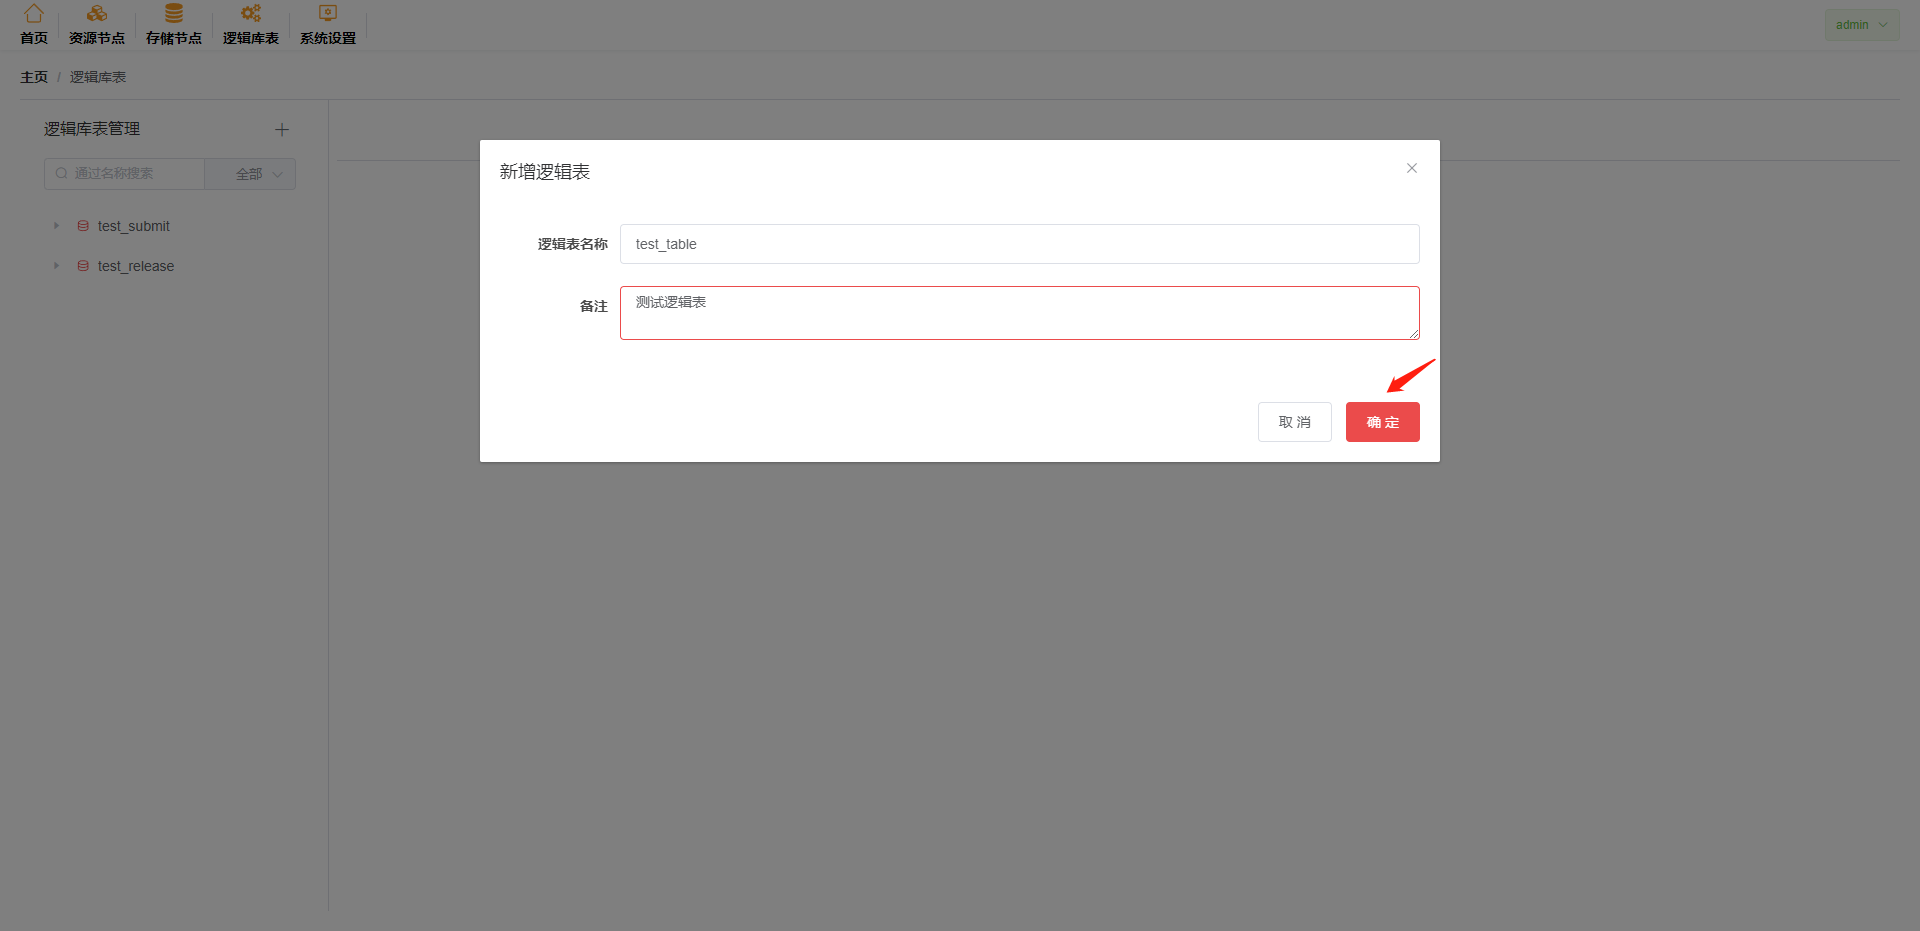 首页 资源节点 存储节点 逻辑库表 系统设置 admin
主页 / 逻辑库表
逻辑库表管理
通过名称搜索 全部
test_submit
test_release
新增逻辑表
逻辑表名称 test_table
备注 测试逻辑表
取 消 确 定